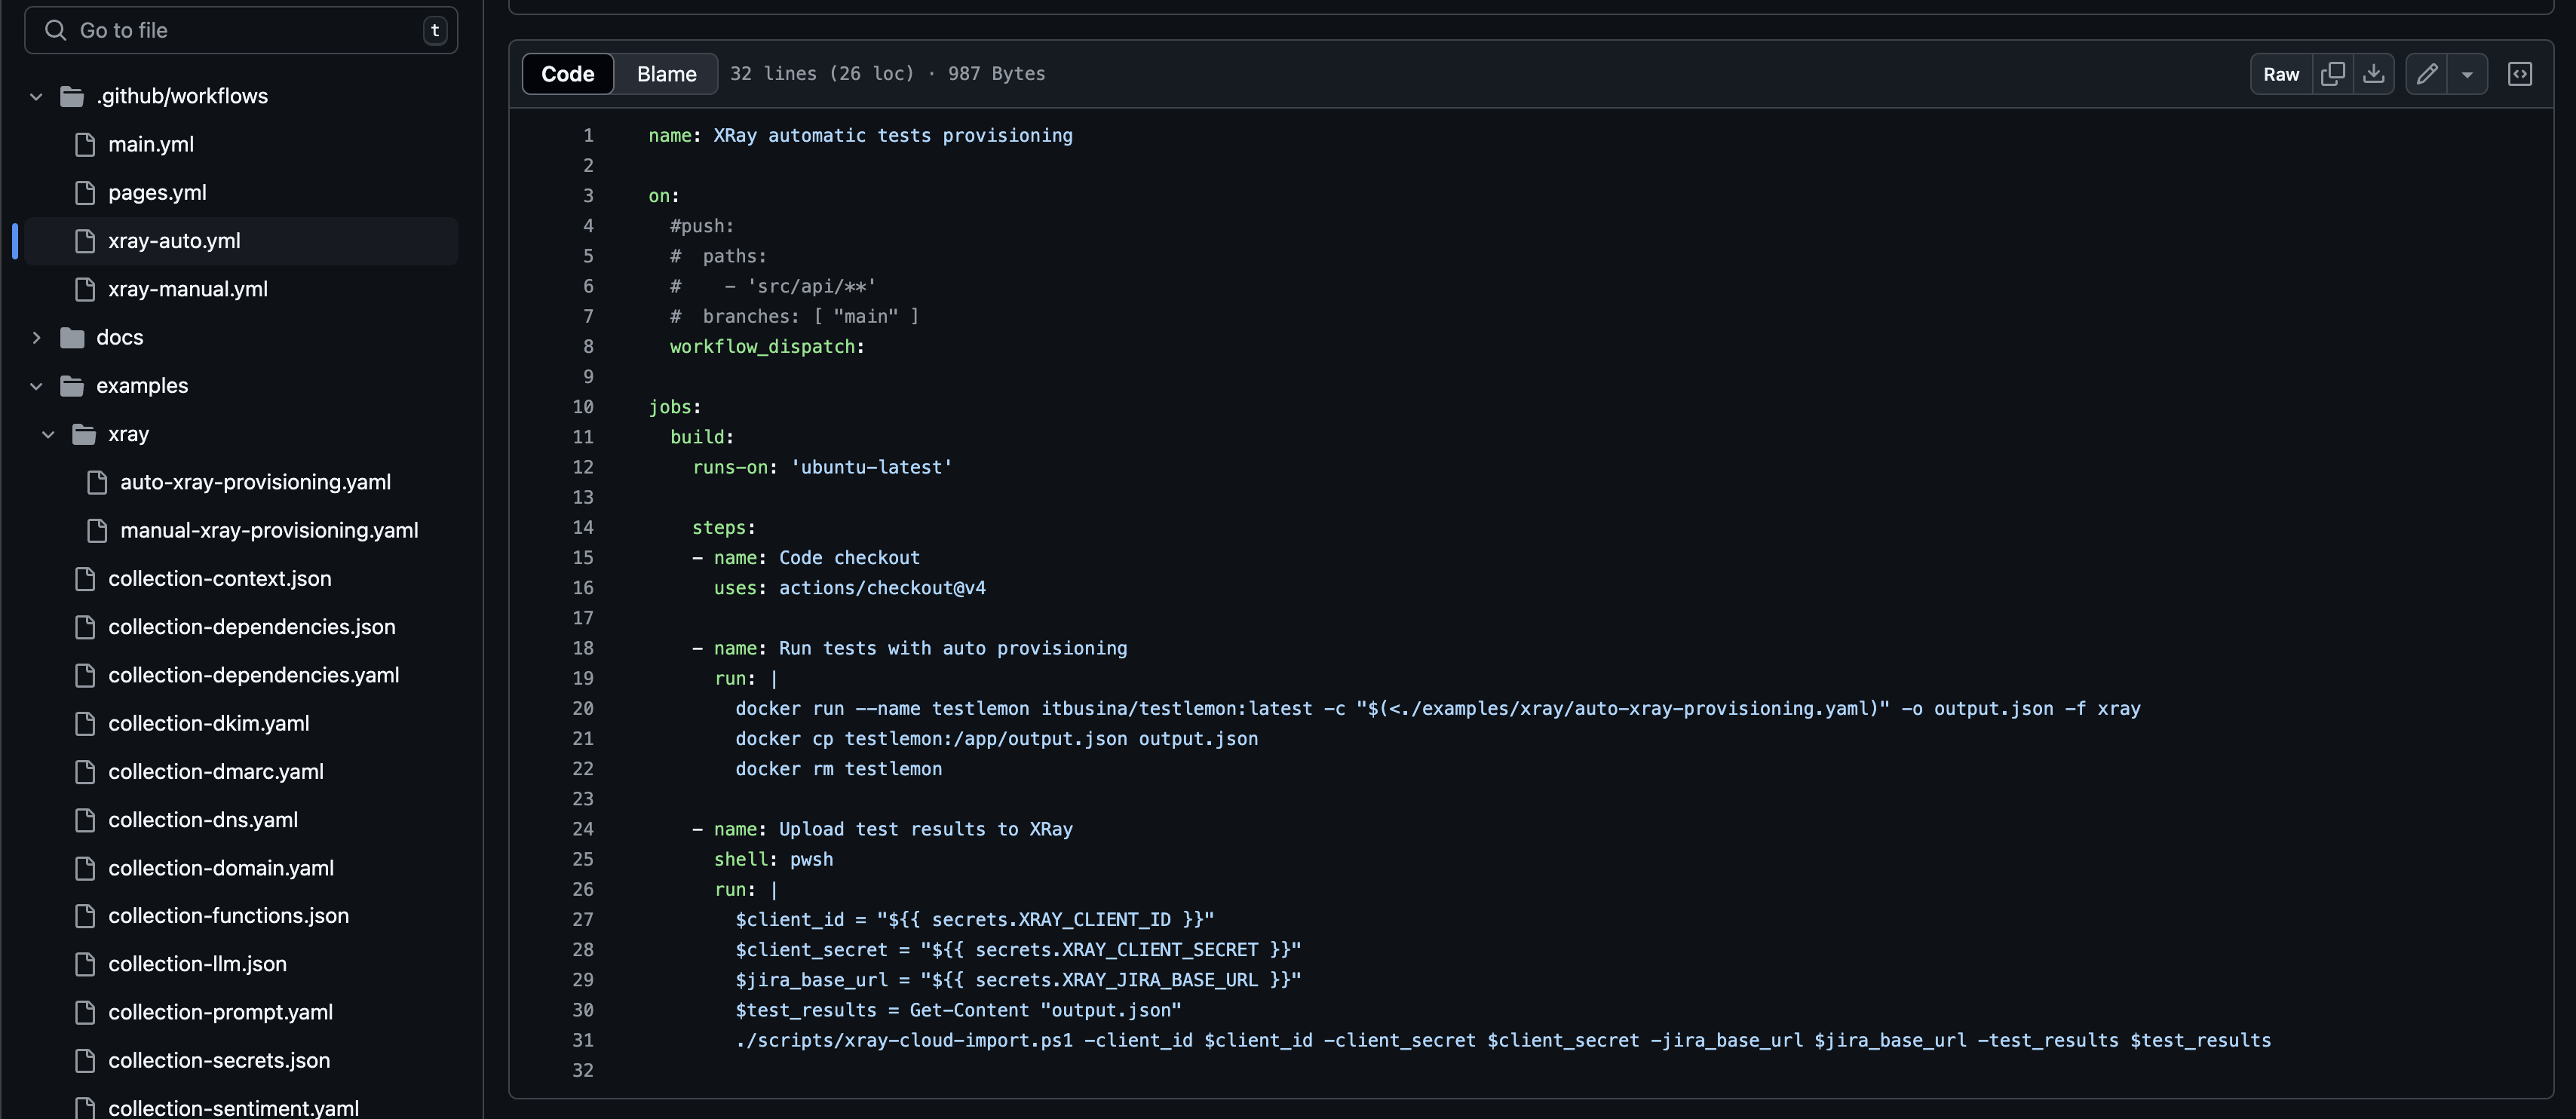 Go to file
t
.github/workflows
main.yml
pages.yml
xray-auto.yml
xray-manual.yml
docs
examples
xray
auto-xray-provisioning.yaml
manual-xray-provisioning.yaml
collection-context.json
collection-dependencies.json
collection-dependencies.yaml
collection-dkim.yaml
collection-dmarc.yaml
collection-dns.yaml
collection-domain.yaml
collection-functions.json
collection-llm.json
collection-prompt.yaml
collection-secrets.json
collection-sentiment.yaml
Code Blame 32 lines (26 loc) · 987 Bytes Raw
1 name: XRay automatic tests provisioning
2
3 on:
4   #push:
5   #  paths:
6   #    - 'src/api/**'
7   #  branches: [ "main" ]
8   workflow_dispatch:
9
10 jobs:
11   build:
12     runs-on: 'ubuntu-latest'
13
14     steps:
15     - name: Code checkout
16       uses: actions/checkout@v4
17
18     - name: Run tests with auto provisioning
19       run: |
20         docker run --name testlemon itbusina/testlemon:latest -c "$(<./examples/xray/auto-xray-provisioning.yaml)" -o output.json -f xray
21         docker cp testlemon:/app/output.json output.json
22         docker rm testlemon
23
24     - name: Upload test results to XRay
25       shell: pwsh
26       run: |
27         $client_id = "${{ secrets.XRAY_CLIENT_ID }}"
28         $client_secret = "${{ secrets.XRAY_CLIENT_SECRET }}"
29         $jira_base_url = "${{ secrets.XRAY_JIRA_BASE_URL }}"
30         $test_results = Get-Content "output.json"
31         ./scripts/xray-cloud-import.ps1 -client_id $client_id -client_secret $client_secret -jira_base_url $jira_base_url -test_results $test_results
32